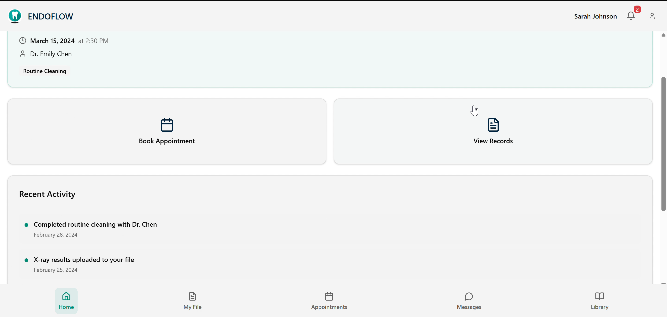 ENDOFLOW
Sarah Johnson
March 15, 2024 at 2:30 PM
Dr. Emily Chen
Routine Cleaning
Book Appointment
View Records
Recent Activity
Completed routine cleaning with Dr. Chen
February 28, 2024
X-ray results uploaded to your file
February 25, 2024
Home
My File
Appointments
Messages
Library